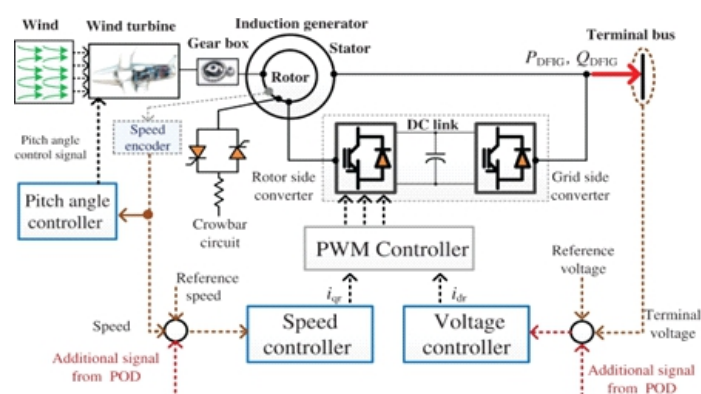 Wind
Wind turbine
Gear box
Induction generator
Stator
Rotor
Terminal bus
P_DFIG, Q_DFIG
DC link
Speed
encoder
Pitch angle
control signal
Pitch angle
controller
Crowbar
circuit
Rotor side
converter
Grid side
converter
PWM Controller
Reference
speed
Reference
voltage
i_qr
i_dr
Speed
Speed
controller
Voltage
controller
Terminal
voltage
Additional signal
from POD
Additional signal
from POD